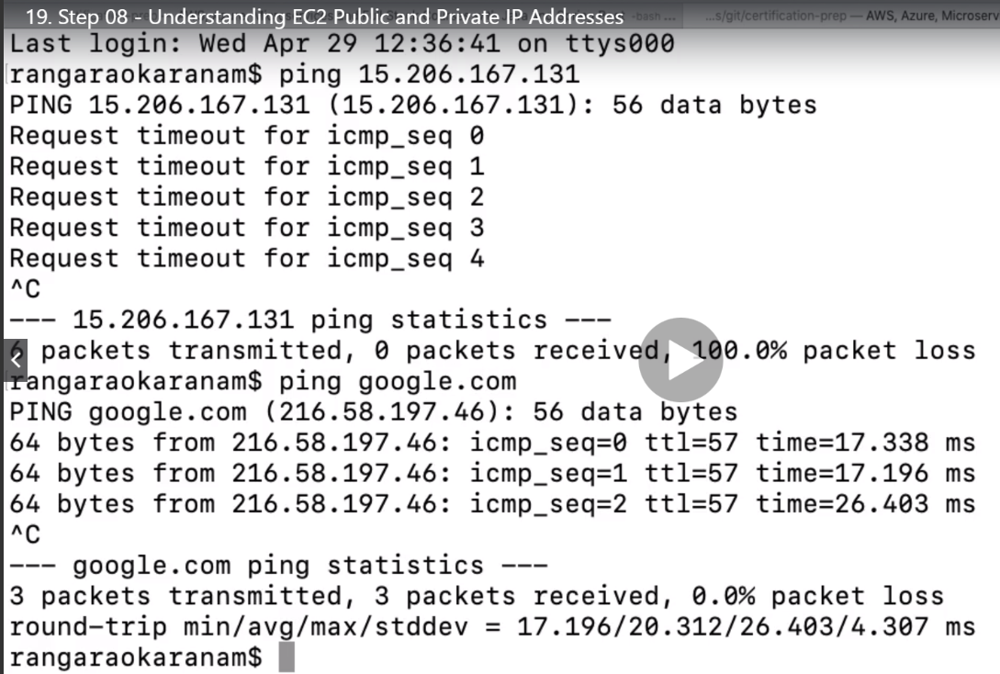 19. Step 08 - Understanding EC2 Public and Private IP Addresses
-bash ...
...s/git/certification-prep — AWS, Azure, Microserv
Last login: Wed Apr 29 12:36:41 on ttys000
rangaraokaranam$ ping 15.206.167.131
PING 15.206.167.131 (15.206.167.131): 56 data bytes
Request timeout for icmp_seq 0
Request timeout for icmp_seq 1
Request timeout for icmp_seq 2
Request timeout for icmp_seq 3
Request timeout for icmp_seq 4
^C
--- 15.206.167.131 ping statistics ---
6 packets transmitted, 0 packets received, 100.0% packet loss
rangaraokaranam$ ping google.com
PING google.com (216.58.197.46): 56 data bytes
64 bytes from 216.58.197.46: icmp_seq=0 ttl=57 time=17.338 ms
64 bytes from 216.58.197.46: icmp_seq=1 ttl=57 time=17.196 ms
64 bytes from 216.58.197.46: icmp_seq=2 ttl=57 time=26.403 ms
^C
--- google.com ping statistics ---
3 packets transmitted, 3 packets received, 0.0% packet loss
round-trip min/avg/max/stddev = 17.196/20.312/26.403/4.307 ms
rangaraokaranam$